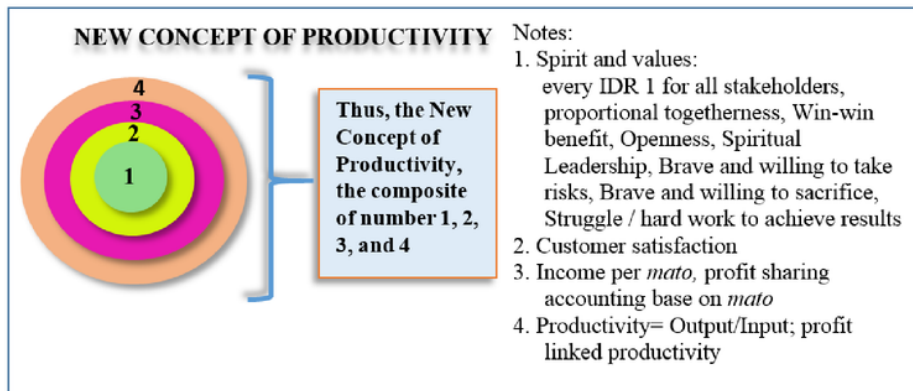 NEW CONCEPT OF PRODUCTIVITY
4
3
2
1
Thus, the New
Concept of
Productivity,
the composite
of number 1, 2,
3, and 4
Notes:
1. Spirit and values:
every IDR 1 for all stakeholders,
proportional togetherness, Win-win
benefit, Openness, Spiritual
Leadership, Brave and willing to take
risks, Brave and willing to sacrifice,
Struggle / hard work to achieve results
2. Customer satisfaction
3. Income per mato, profit sharing
accounting base on mato
4. Productivity= Output/Input; profit
linked productivity